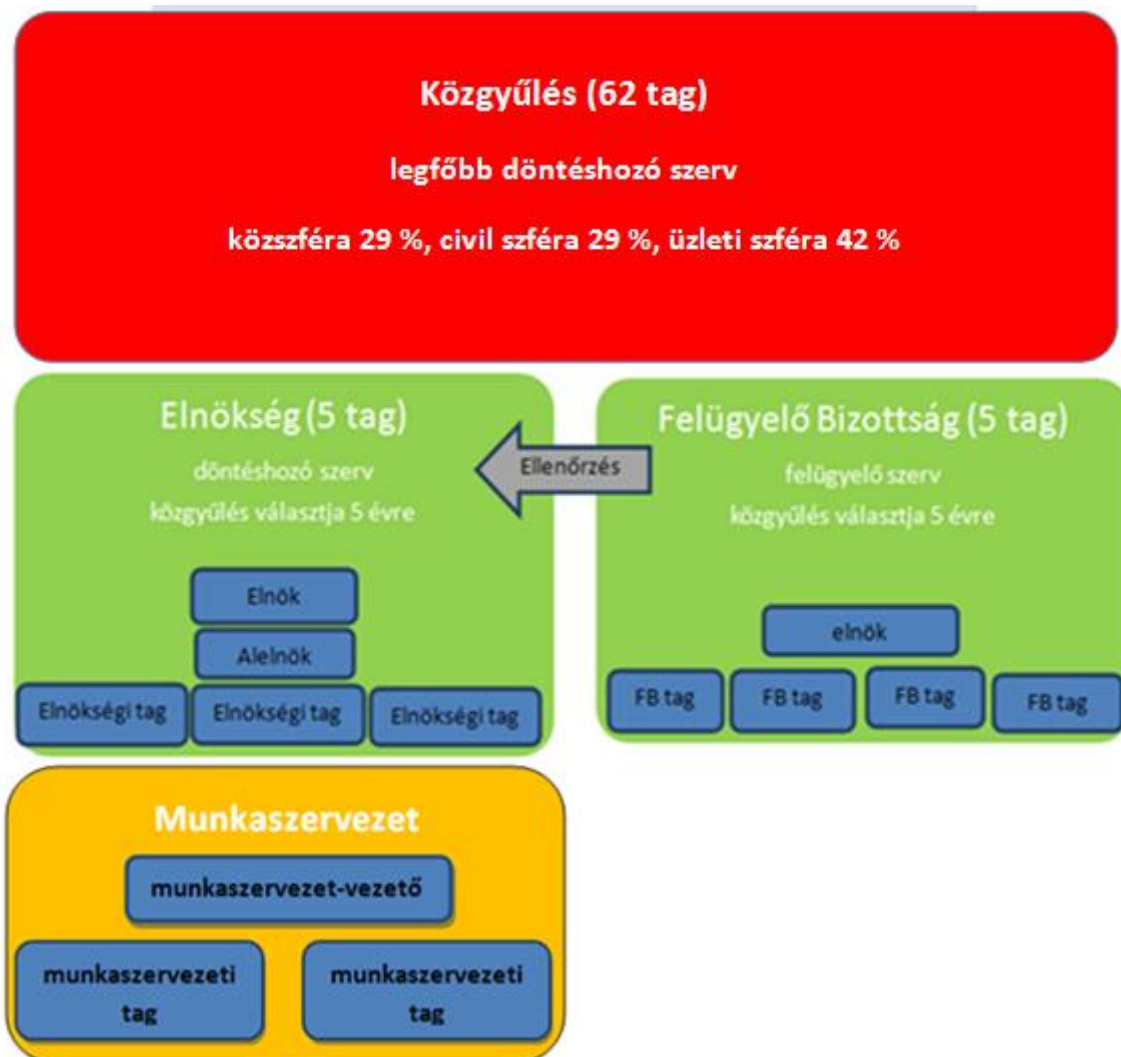 Közgyűlés (62 tag)
legfőbb döntéshozó szerv
közszféra 29 %, civil szféra 29 %, üzleti szféra 42 %
Elnökség (5 tag)
döntéshozó szerv
közgyűlés választja 5 évre
Elnök
Alelnök
Elnökségi tag
Elnökségi tag
Elnökségi tag
Ellenőrzés
Felügyelő Bizottság (5 tag)
felügyelő szerv
közgyűlés választja 5 évre
elnök
FB tag
FB tag
FB tag
FB tag
Munkaszervezet
munkaszervezet-vezető
munkaszervezeti
tag
munkaszervezeti
tag